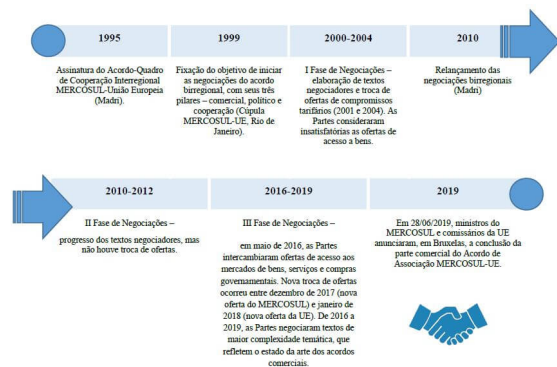 1995
Assinatura do Acordo-Quadro
de Cooperação Interregional
MERCOSUL-União Europeia
(Madri).
1999
Fixação do objetivo de iniciar
as negociações do acordo
birregional, com seus três
pilares – comercial, político e
cooperação (Cúpula
MERCOSUL-UE, Rio de
Janeiro).
2000-2004
I Fase de Negociações –
elaboração de textos
negociadores e troca de
ofertas de compromissos
tarifários (2001 e 2004). As
Partes consideraram
insatisfatórias as ofertas de
acesso a bens.
2010
Relançamento das
negociações birregionais
(Madri)
2010-2012
II Fase de Negociações –
progresso dos textos negociadores, mas
não houve troca de ofertas.
2016-2019
III Fase de Negociações –
em maio de 2016, as Partes
intercambiaram ofertas de acesso aos
mercados de bens, serviços e compras
governamentais. Nova troca de ofertas
ocorreu entre dezembro de 2017 (nova
oferta do MERCOSUL) e janeiro de
2018 (nova oferta da UE). De 2016 a
2019, as Partes negociaram textos de
maior complexidade temática, que
refletem o estado da arte dos acordos
comerciais.
2019
Em 28/06/2019, ministros do
MERCOSUL e comissários da UE
anunciaram, em Bruxelas, a conclusão da
parte comercial do Acordo de
Associação MERCOSUL-UE.